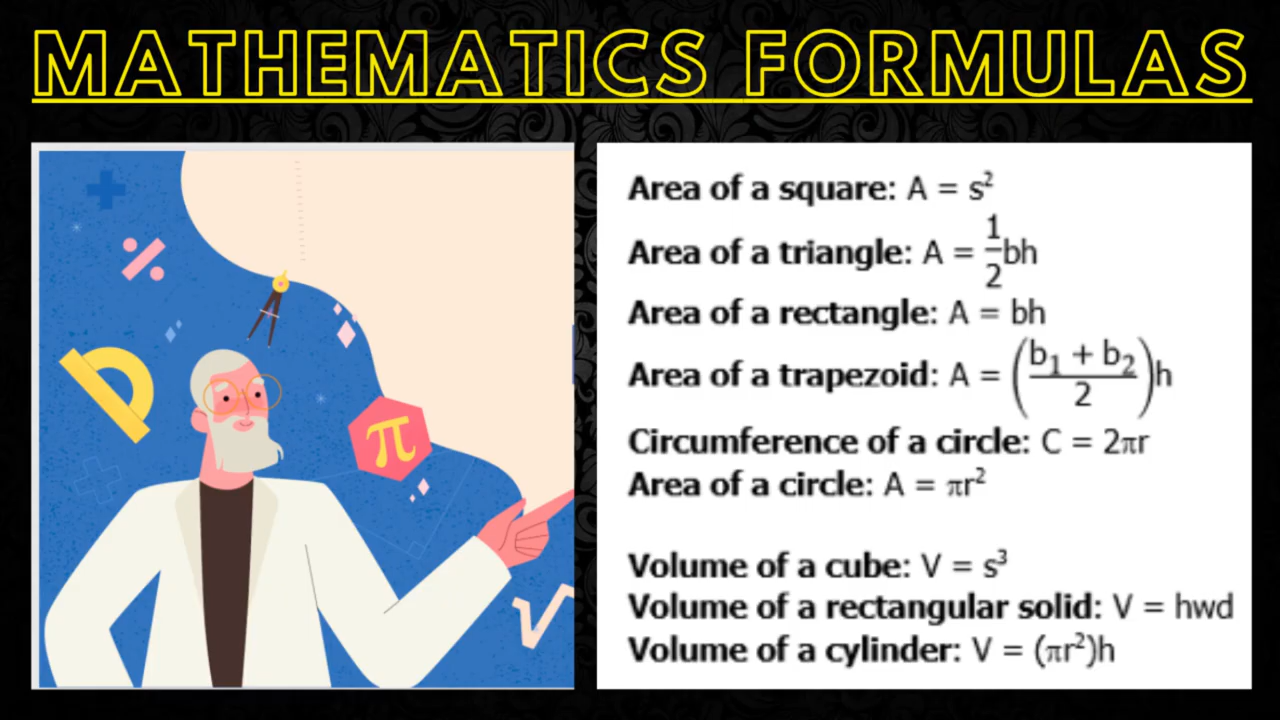 MATHEMATICS FORMULAS
π
Area of a square: A = s²
Area of a triangle: A = 1/2 bh
Area of a rectangle: A = bh
Area of a trapezoid: A = ((b₁ + b₂)/2)h
Circumference of a circle: C = 2πr
Area of a circle: A = πr²
Volume of a cube: V = s³
Volume of a rectangular solid: V = hwd
Volume of a cylinder: V = (πr²)h